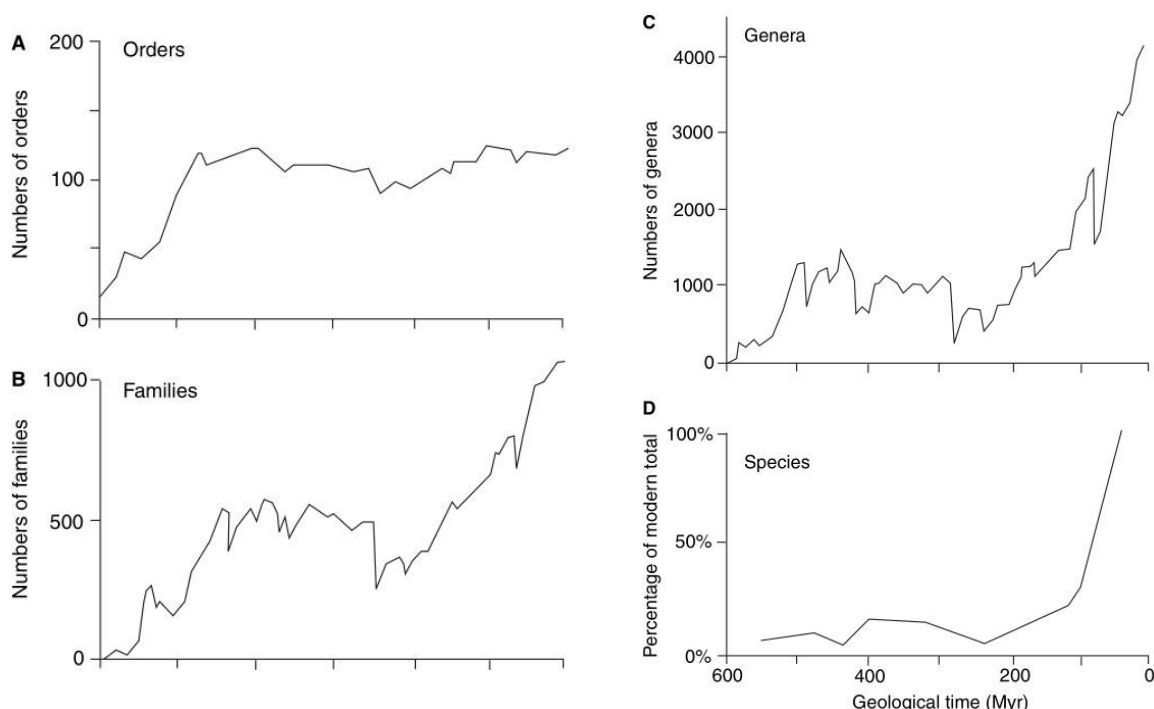 A
Orders
Numbers of orders
200
100
0
B
Families
Numbers of families
1000
500
0
C
Genera
Numbers of genera
4000
3000
2000
1000
0
D
Species
Percentage of modern total
100%
50%
0%
600
400
200
0
Geological time (Myr)